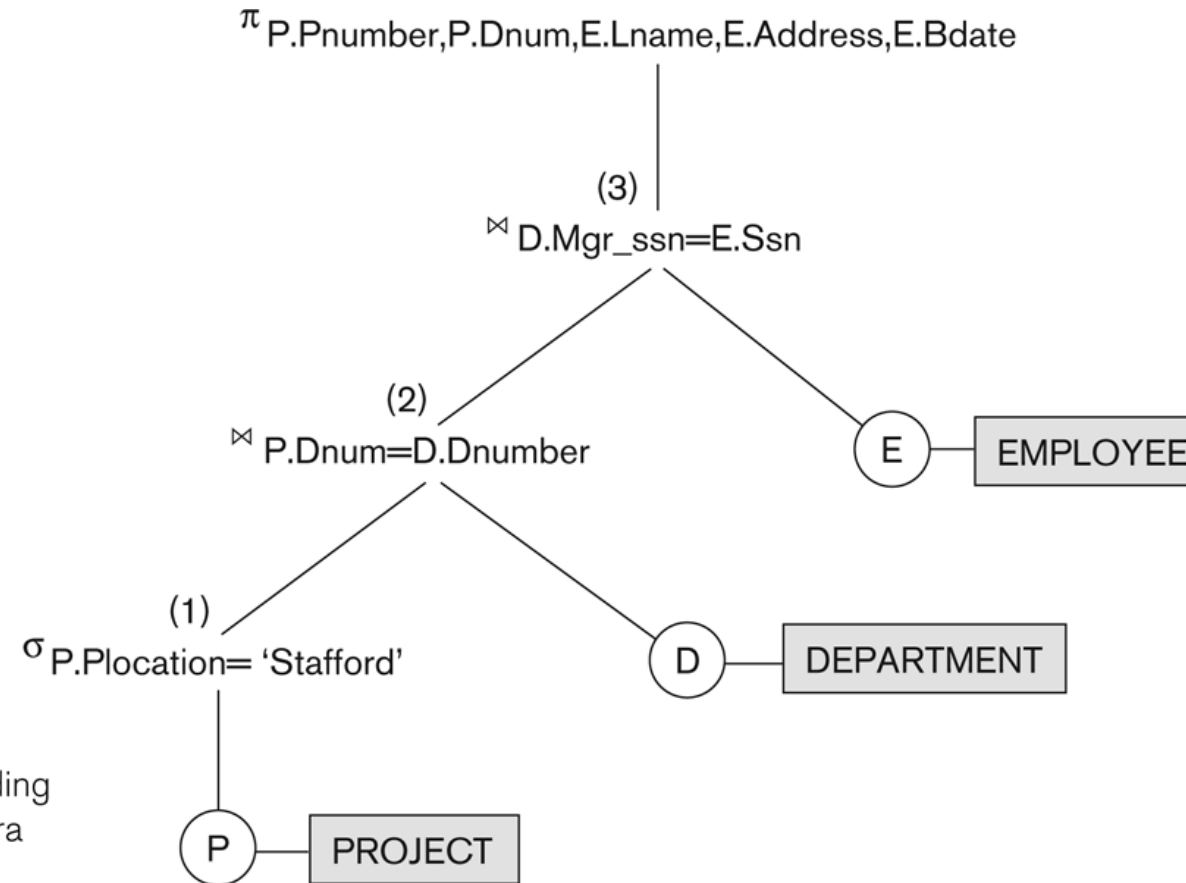 π P.Pnumber,P.Dnum,E.Lname,E.Address,E.Bdate
(3)
⋈ D.Mgr_ssn=E.Ssn
(2)
⋈ P.Dnum=D.Dnumber
E EMPLOYEE
(1)
σ P.Plocation= ‘Stafford’
D DEPARTMENT
P PROJECT